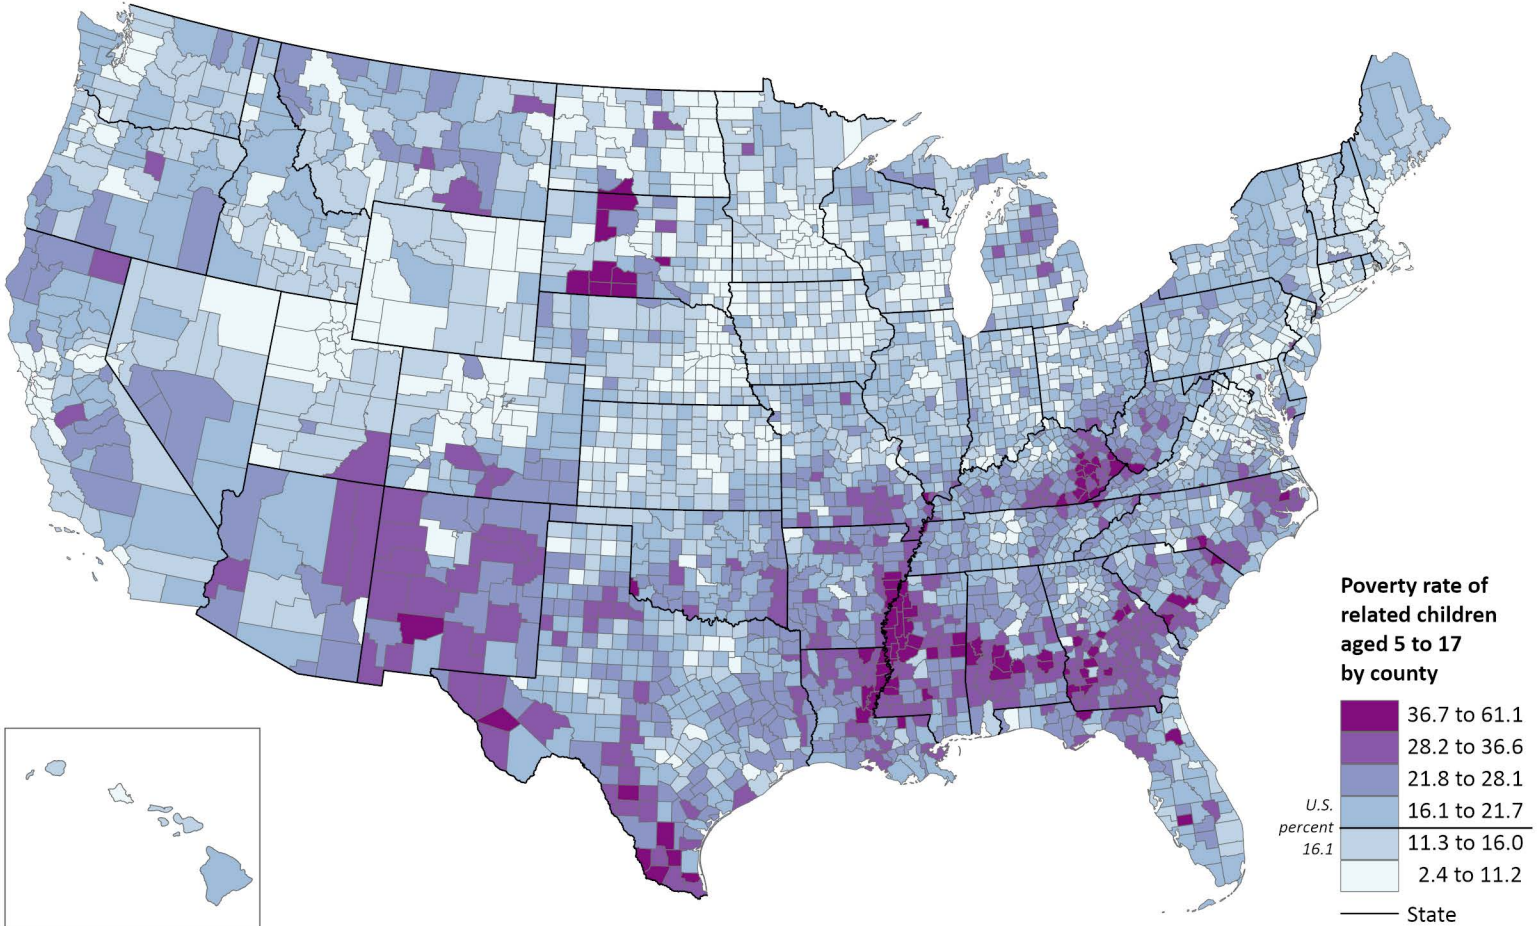 Poverty rate of
related children
aged 5 to 17
by county
36.7 to 61.1
28.2 to 36.6
21.8 to 28.1
16.1 to 21.7
U.S.
percent
16.1
11.3 to 16.0
2.4 to 11.2
State